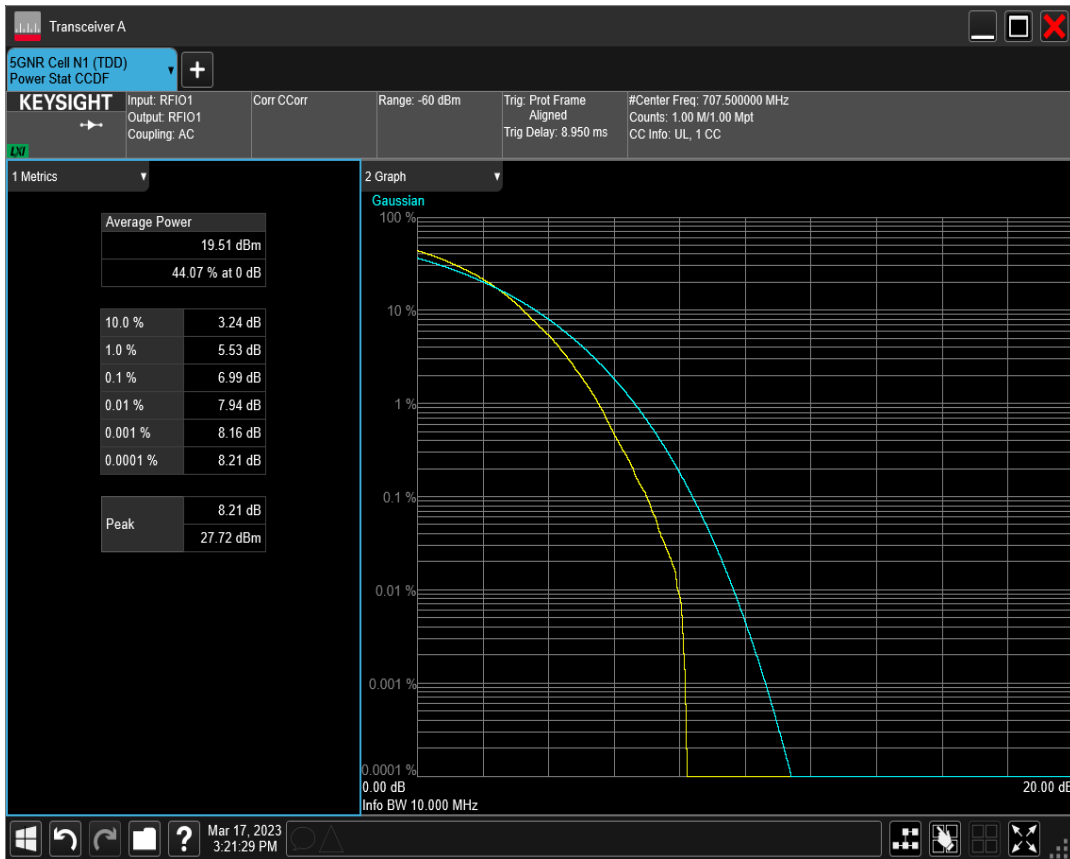 Transceiver A
5GNR Cell N1 (TDD)
Power Stat CCDF
+
KEYSIGHT
LXI
Input: RFIO1
Output: RFIO1
Coupling: AC
Corr CCorr
Range: -60 dBm
Trig: Prot Frame
Aligned
Trig Delay: 8.950 ms
#Center Freq: 707.500000 MHz
Counts: 1.00 M/1.00 Mpt
CC Info: UL, 1 CC
1 Metrics
Average Power
19.51 dBm
44.07 % at 0 dB
10.0 % 3.24 dB
1.0 % 5.53 dB
0.1 % 6.99 dB
0.01 % 7.94 dB
0.001 % 8.16 dB
0.0001 % 8.21 dB
Peak
8.21 dB
27.72 dBm
2 Graph
Gaussian
100 %
10 %
1 %
0.1 %
0.01 %
0.001 %
0.0001 %
0.00 dB 20.00 dB
Info BW 10.000 MHz
?
Mar 17, 2023
3:21:29 PM